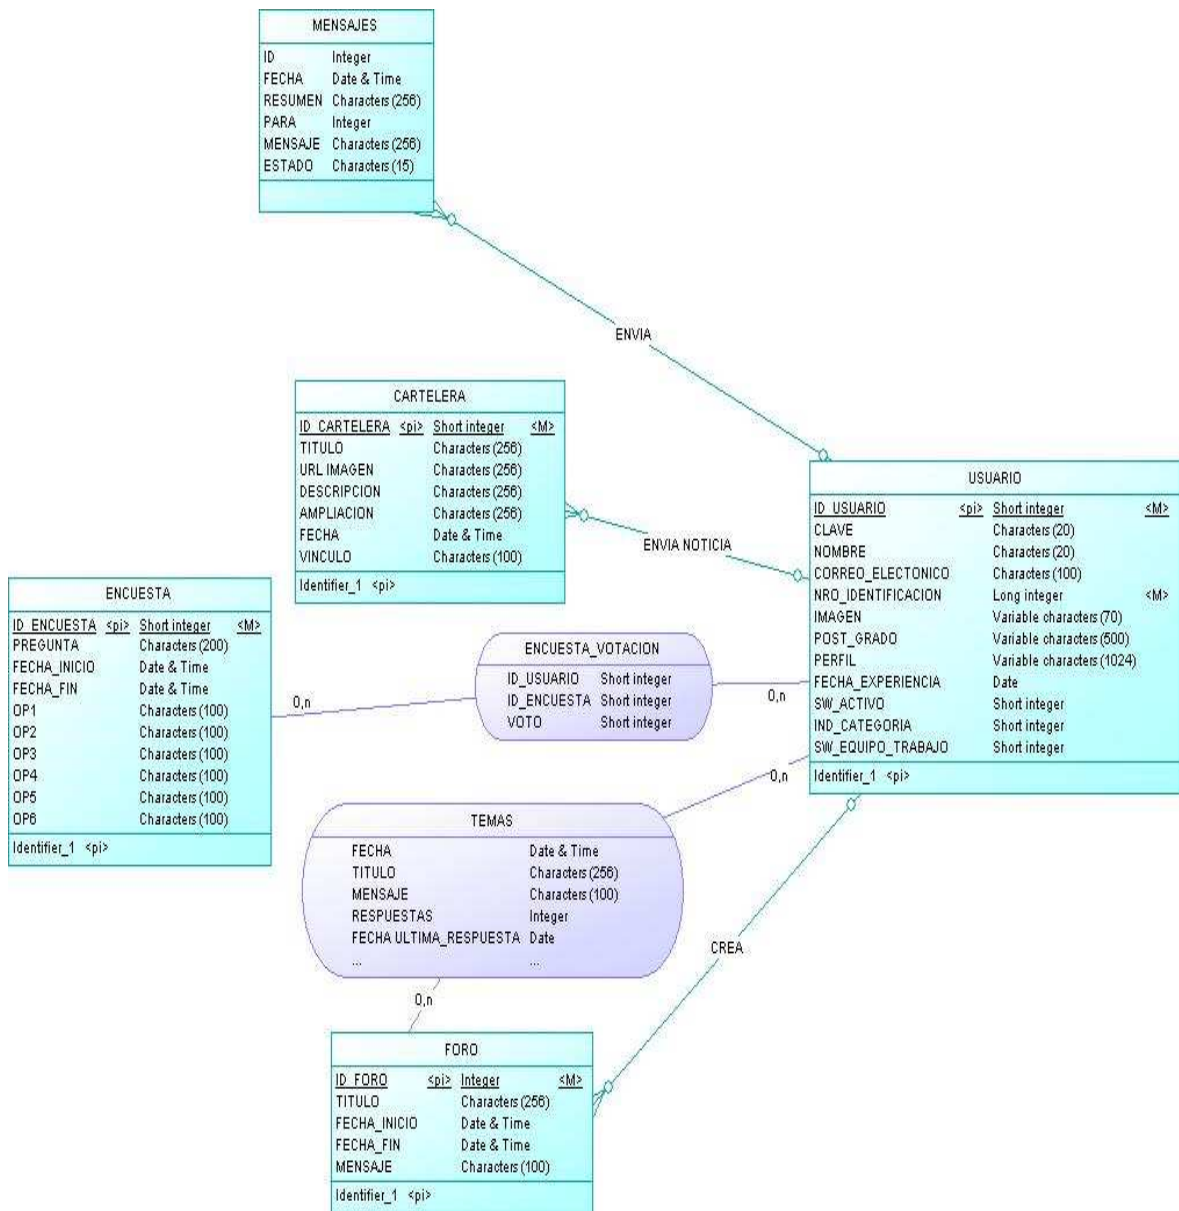 MENSAJES
ID Integer
FECHA Date & Time
RESUMEN Characters (256)
PARA Integer
MENSAJE Characters (256)
ESTADO Characters (15)
ENVIA
CARTELERA
ID_CARTELERA <pi> Short integer <M>
TITULO Characters (256)
URL IMAGEN Characters (256)
DESCRIPCION Characters (256)
AMPLIACION Characters (256)
FECHA Date & Time
VINCULO Characters (100)
Identifier_1 <pi>
ENVIA NOTICIA
USUARIO
ID_USUARIO <pi> Short integer <M>
CLAVE Characters (20)
NOMBRE Characters (20)
CORREO_ELECTONICO Characters (100)
NRO_IDENTIFICACION Long integer <M>
IMAGEN Variable characters (70)
POST_GRADO Variable characters (500)
PERFIL Variable characters (1024)
FECHA_EXPERIENCIA Date
SW_ACTIVO Short integer
IND_CATEGORIA Short integer
SW_EQUIPO_TRABAJO Short integer
Identifier_1 <pi>
ENCUESTA
ID_ENCUESTA <pi> Short integer <M>
PREGUNTA Characters (200)
FECHA_INICIO Date & Time
FECHA_FIN Date & Time
OP1 Characters (100)
OP2 Characters (100)
OP3 Characters (100)
OP4 Characters (100)
OP5 Characters (100)
OP6 Characters (100)
Identifier_1 <pi>
0,n
ENCUESTA_VOTACION
ID_USUARIO Short integer
ID_ENCUESTA Short integer
VOTO Short integer
0,n
0,n
TEMAS
FECHA Date & Time
TITULO Characters (256)
MENSAJE Characters (100)
RESPUESTAS Integer
FECHA ULTIMA_RESPUESTA Date
... ...
0,n
CREA
FORO
ID_FORO <pi> Integer <M>
TITULO Characters (256)
FECHA_INICIO Date & Time
FECHA_FIN Date & Time
MENSAJE Characters (100)
Identifier_1 <pi>